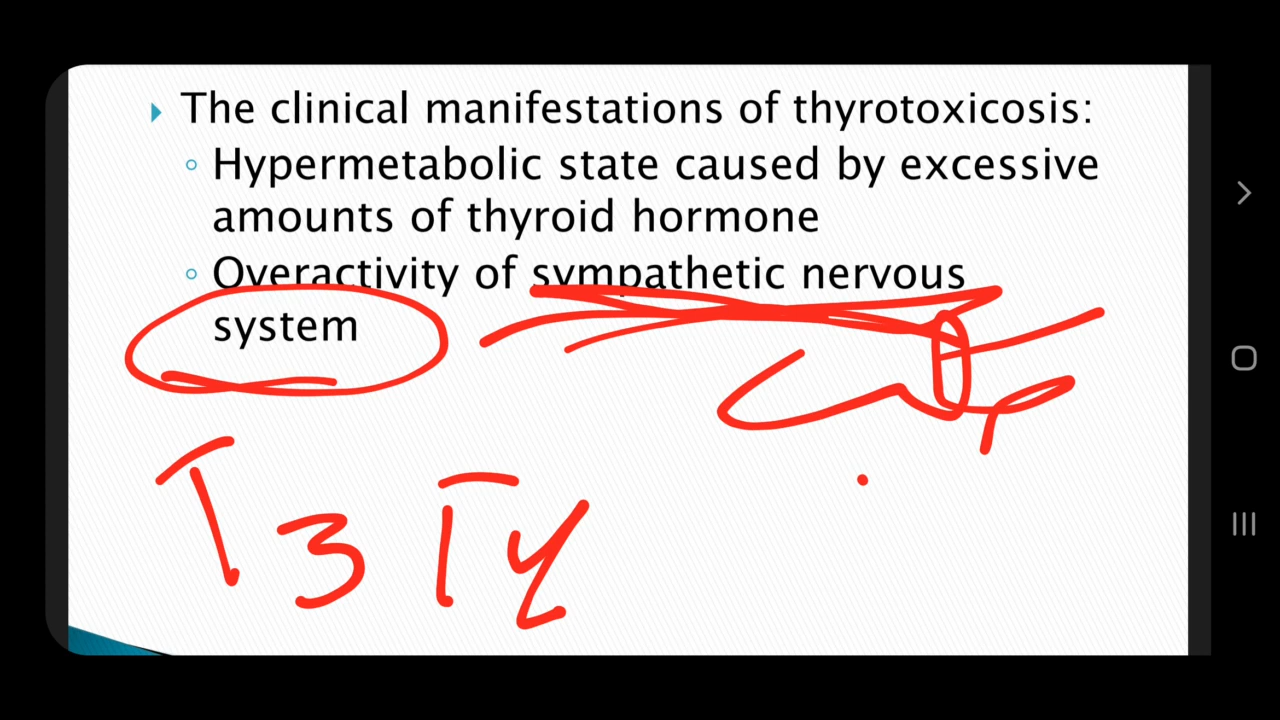 The clinical manifestations of thyrotoxicosis:
Hypermetabolic state caused by excessive
amounts of thyroid hormone
Overactivity of sympathetic nervous
system
T3 T4